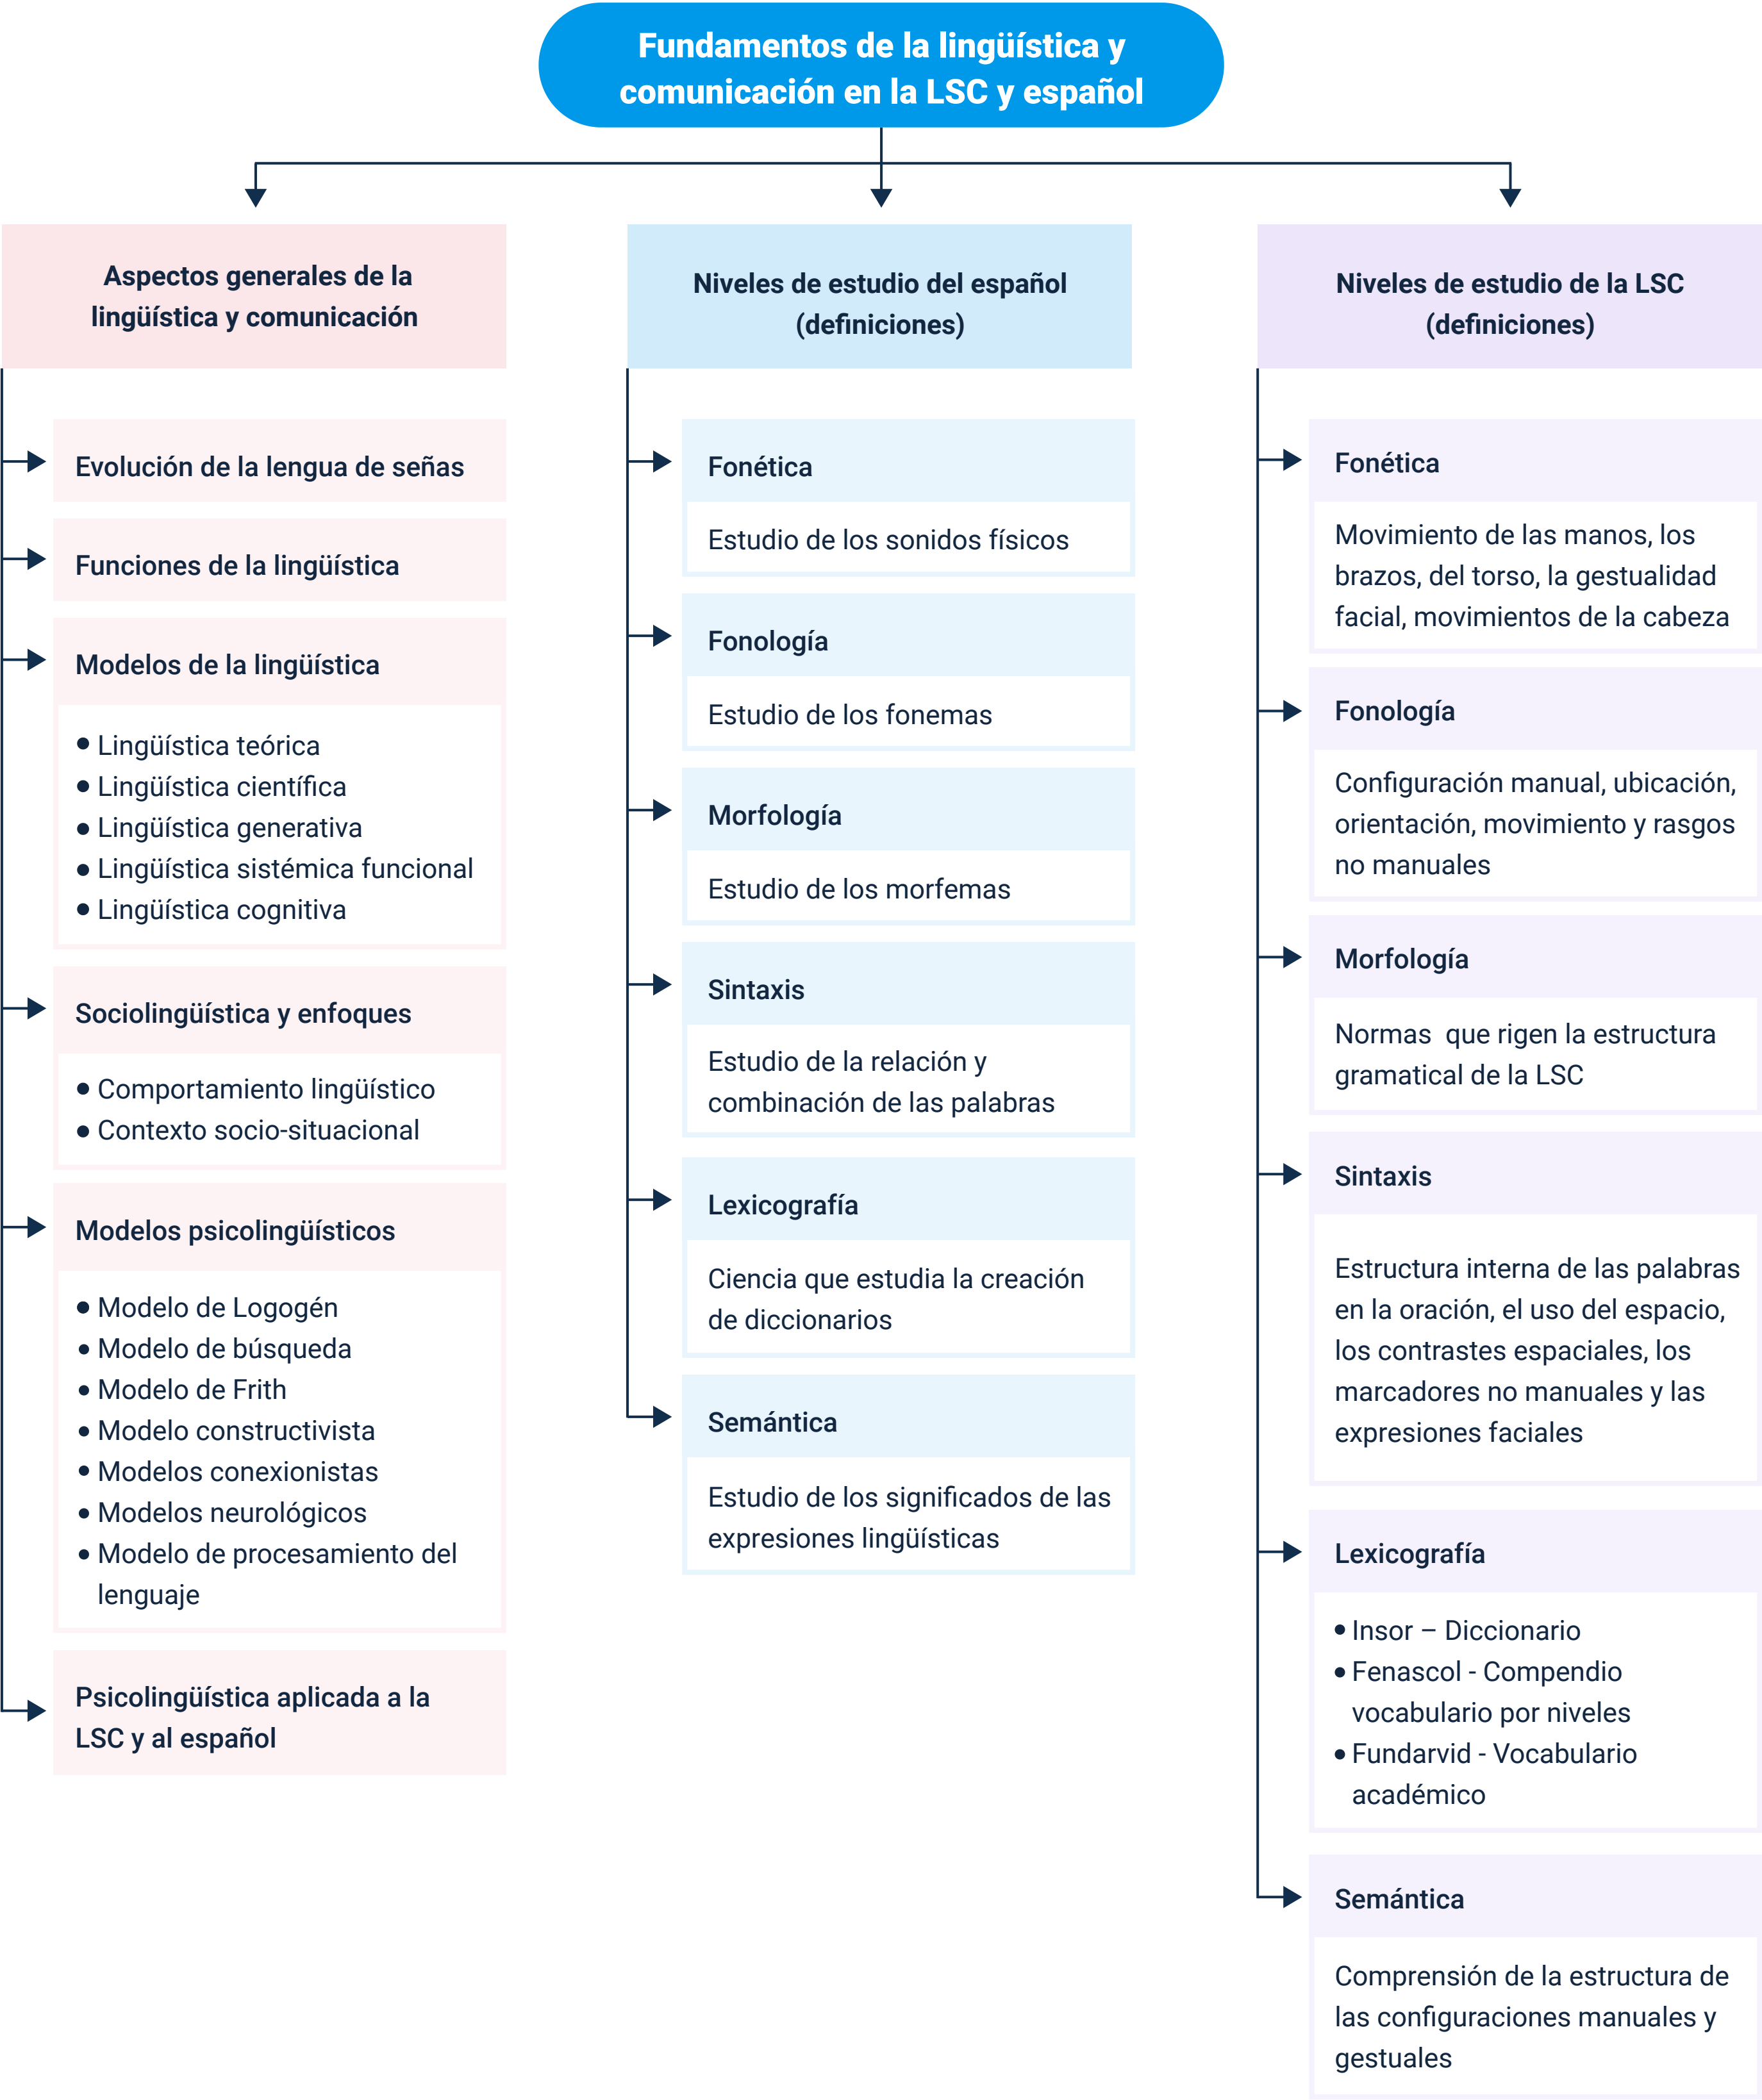 Fundamentos de la lingüística y
comunicación en la LSC y español
Aspectos generales de la
lingüística y comunicación
Evolución de la lengua de señas
Funciones de la lingüística
Modelos de la lingüística
• Lingüística teórica
• Lingüística científica
• Lingüística generativa
• Lingüística sistémica funcional
• Lingüística cognitiva
Sociolingüística y enfoques
• Comportamiento lingüístico
• Contexto socio-situacional
Modelos psicolingüísticos
• Modelo de Logogén
• Modelo de búsqueda
• Modelo de Frith
• Modelo constructivista
• Modelos conexionistas
• Modelos neurológicos
• Modelo de procesamiento del
lenguaje
Psicolingüística aplicada a la
LSC y al español
Niveles de estudio del español
(definiciones)
Fonética
Estudio de los sonidos físicos
Fonología
Estudio de los fonemas
Morfología
Estudio de los morfemas
Sintaxis
Estudio de la relación y
combinación de las palabras
Lexicografía
Ciencia que estudia la creación
de diccionarios
Semántica
Estudio de los significados de las
expresiones lingüísticas
Niveles de estudio de la LSC
(definiciones)
Fonética
Movimiento de las manos, los
brazos, del torso, la gestualidad
facial, movimientos de la cabeza
Fonología
Configuración manual, ubicación,
orientación, movimiento y rasgos
no manuales
Morfología
Normas  que rigen la estructura
gramatical de la LSC
Sintaxis
Estructura interna de las palabras
en la oración, el uso del espacio,
los contrastes espaciales, los
marcadores no manuales y las
expresiones faciales
Lexicografía
• Insor – Diccionario
• Fenascol - Compendio
vocabulario por niveles
• Fundarvid - Vocabulario
académico
Semántica
Comprensión de la estructura de
las configuraciones manuales y
gestuales